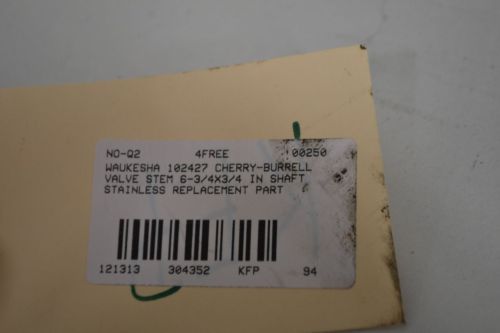 NO-Q2 4FREE 00250
WAUKESHA 102427 CHERRY-BURRELL
VALVE STEM 6-3/4X3/4 IN SHAFT
STAINLESS REPLACEMENT PART
121313 304352 KFP 94